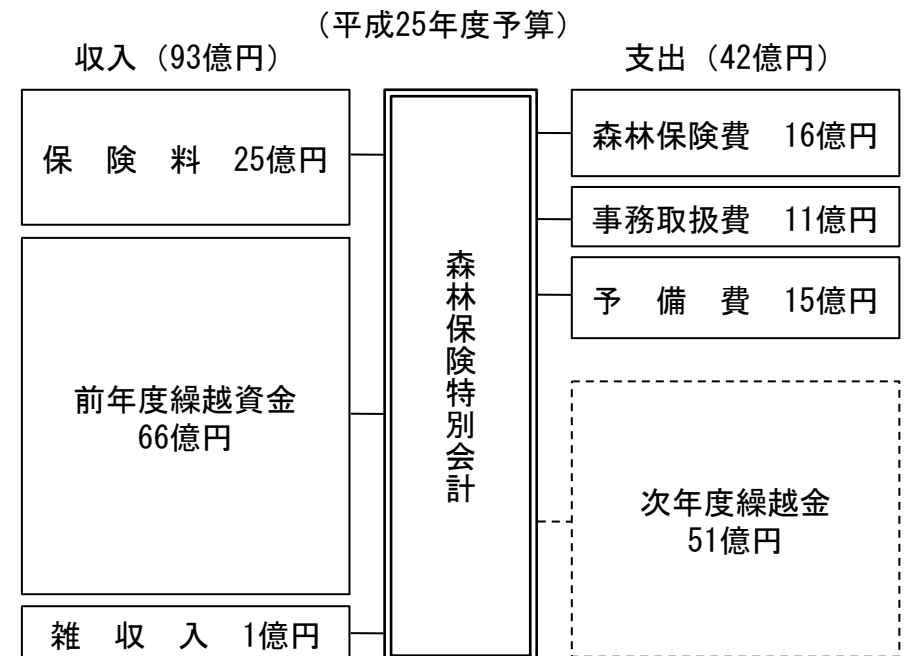 (平成25年度予算)
収入（93億円）
支出（42億円）
保　険　料　25億円
前年度繰越資金
66億円
雑　収　入　1億円
森林保険特別会計
森林保険費　16億円
事務取扱費　11億円
予　備　費　15億円
次年度繰越金
51億円